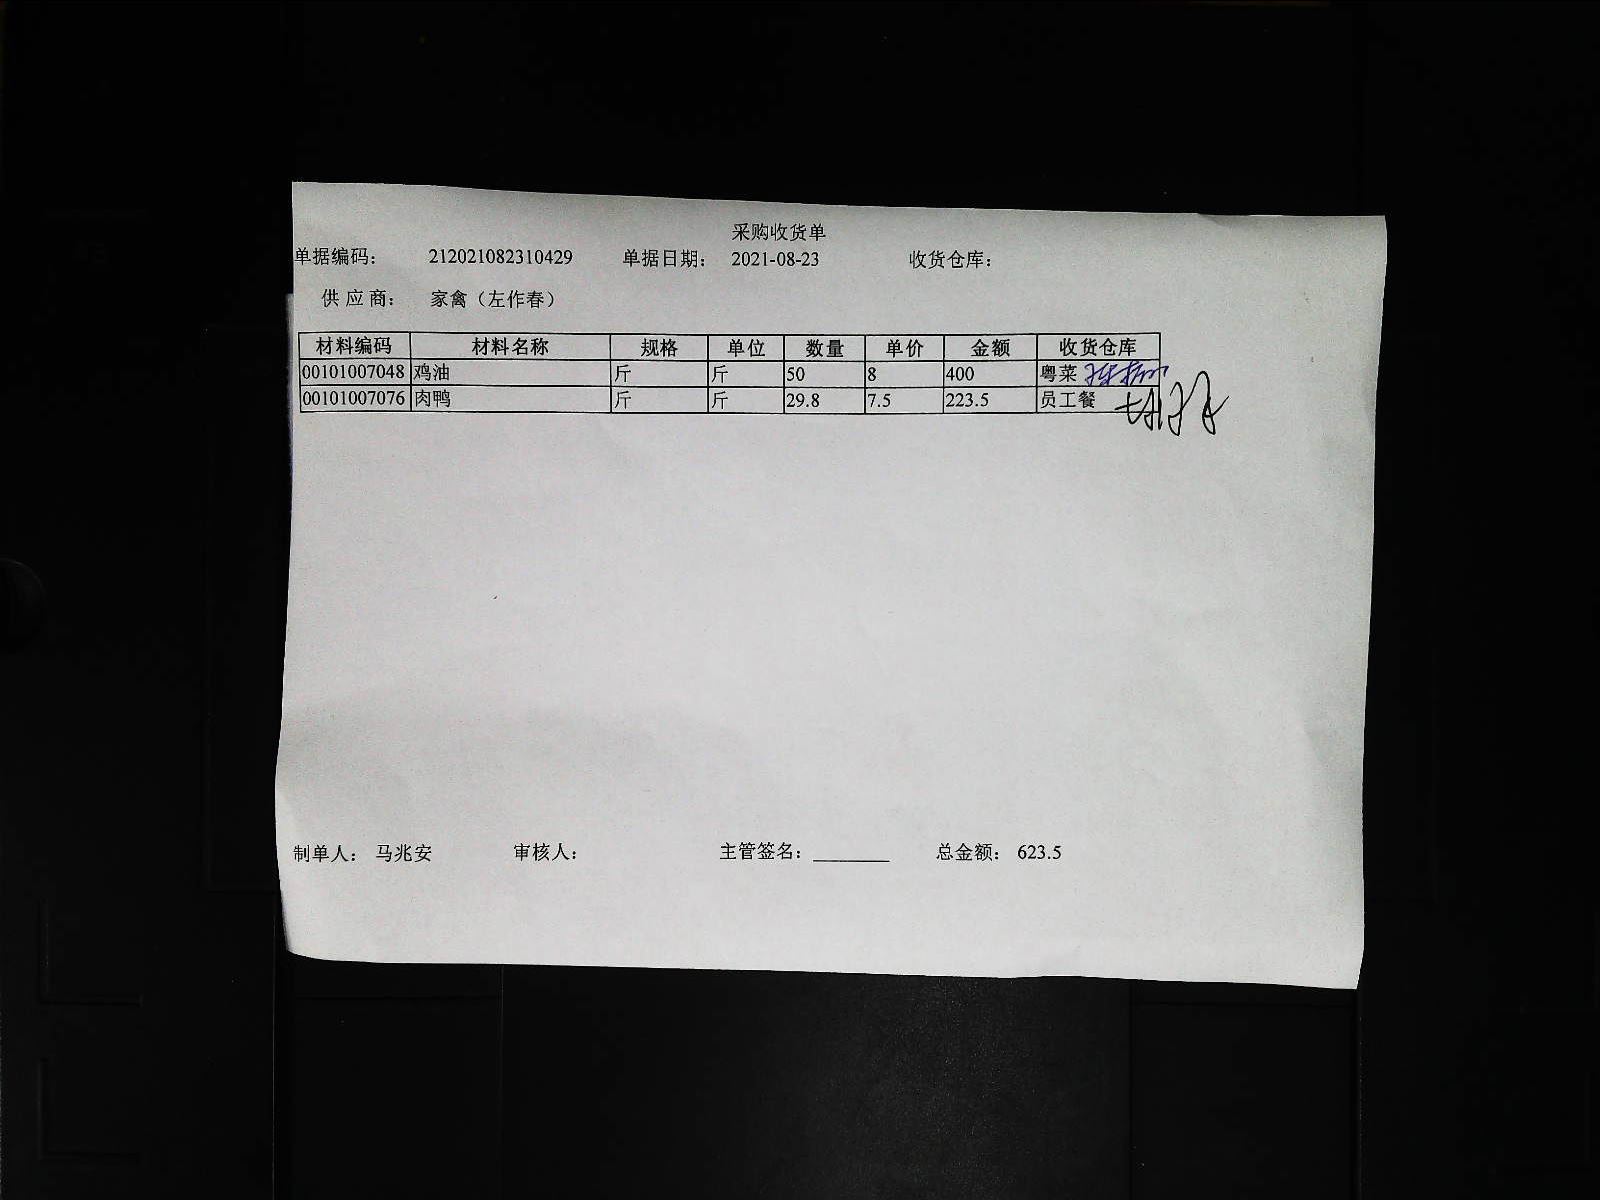 采购收货单
单据编码： 212021082310429 单据日期： 2021-08-23 收货仓库：
供应商： 家禽（左作春）
材料编码 材料名称 规格 单位 数量 单价 金额 收货仓库
00101007048 鸡油 斤 斤 50 8 400 粤菜
00101007076 肉鸭 斤 斤 29.8 7.5 223.5 员工餐
制单人： 马兆安 审核人： 主管签名： 总金额： 623.5